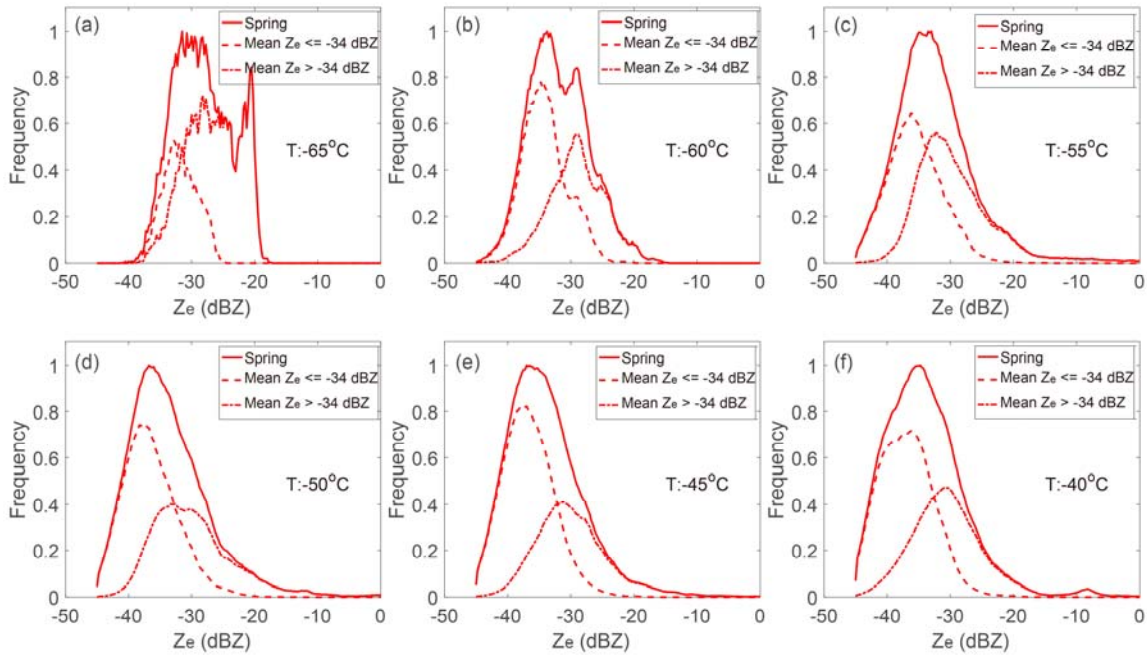 (a)
Spring
Mean Ze <= -34 dBZ
Mean Ze > -34 dBZ
T:-65°C
Frequency
1
0.8
0.6
0.4
0.2
0
-50 -40 -30 -20 -10 0
Ze (dBZ)
(b)
Spring
Mean Ze <= -34 dBZ
Mean Ze > -34 dBZ
T:-60°C
Frequency
1
0.8
0.6
0.4
0.2
0
-50 -40 -30 -20 -10 0
Ze (dBZ)
(c)
Spring
Mean Ze <= -34 dBZ
Mean Ze > -34 dBZ
T:-55°C
Frequency
1
0.8
0.6
0.4
0.2
0
-50 -40 -30 -20 -10 0
Ze (dBZ)
(d)
Spring
Mean Ze <= -34 dBZ
Mean Ze > -34 dBZ
T:-50°C
Frequency
1
0.8
0.6
0.4
0.2
0
-50 -40 -30 -20 -10 0
Ze (dBZ)
(e)
Spring
Mean Ze <= -34 dBZ
Mean Ze > -34 dBZ
T:-45°C
Frequency
1
0.8
0.6
0.4
0.2
0
-50 -40 -30 -20 -10 0
Ze (dBZ)
(f)
Spring
Mean Ze <= -34 dBZ
Mean Ze > -34 dBZ
T:-40°C
Frequency
1
0.8
0.6
0.4
0.2
0
-50 -40 -30 -20 -10 0
Ze (dBZ)